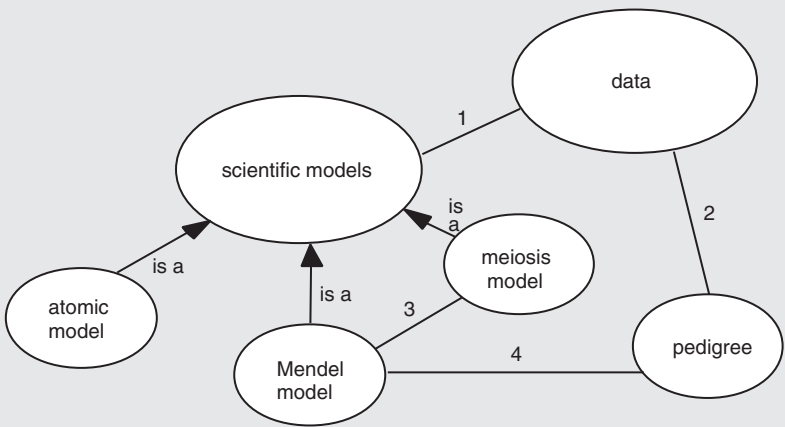 data
1
scientific models
is
a
2
meiosis
model
is a
is a
atomic
model
3
Mendel
model
4
pedigree